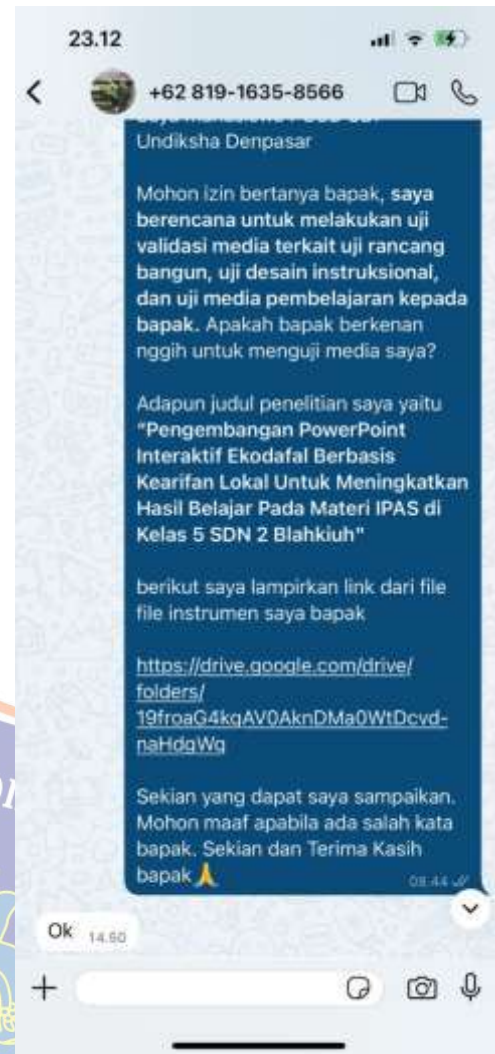 23.12
+62 819-1635-8566
Undiksha Denpasar
Mohon izin bertanya bapak, saya
berencana untuk melakukan uji
validasi media terkait uji rancang
bangun, uji desain instruksional,
dan uji media pembelajaran kepada
bapak. Apakah bapak berkenan
nggih untuk menguji media saya?
Adapun judul penelitian saya yaitu
"Pengembangan PowerPoint
Interaktif Ekodafal Berbasis
Kearifan Lokal Untuk Meningkatkan
Hasil Belajar Pada Materi IPAS di
Kelas 5 SDN 2 Blahkiuh"
berikut saya lampirkan link dari file
file instrumen saya bapak
https://drive.google.com/drive/
folders/
19froaG4kqAV0AknDMa0WtDcvd-
naHdgWq
Sekian yang dapat saya sampaikan.
Mohon maaf apabila ada salah kata
bapak. Sekian dan Terima Kasih
bapak 🙏
08.44
Ok 14.50